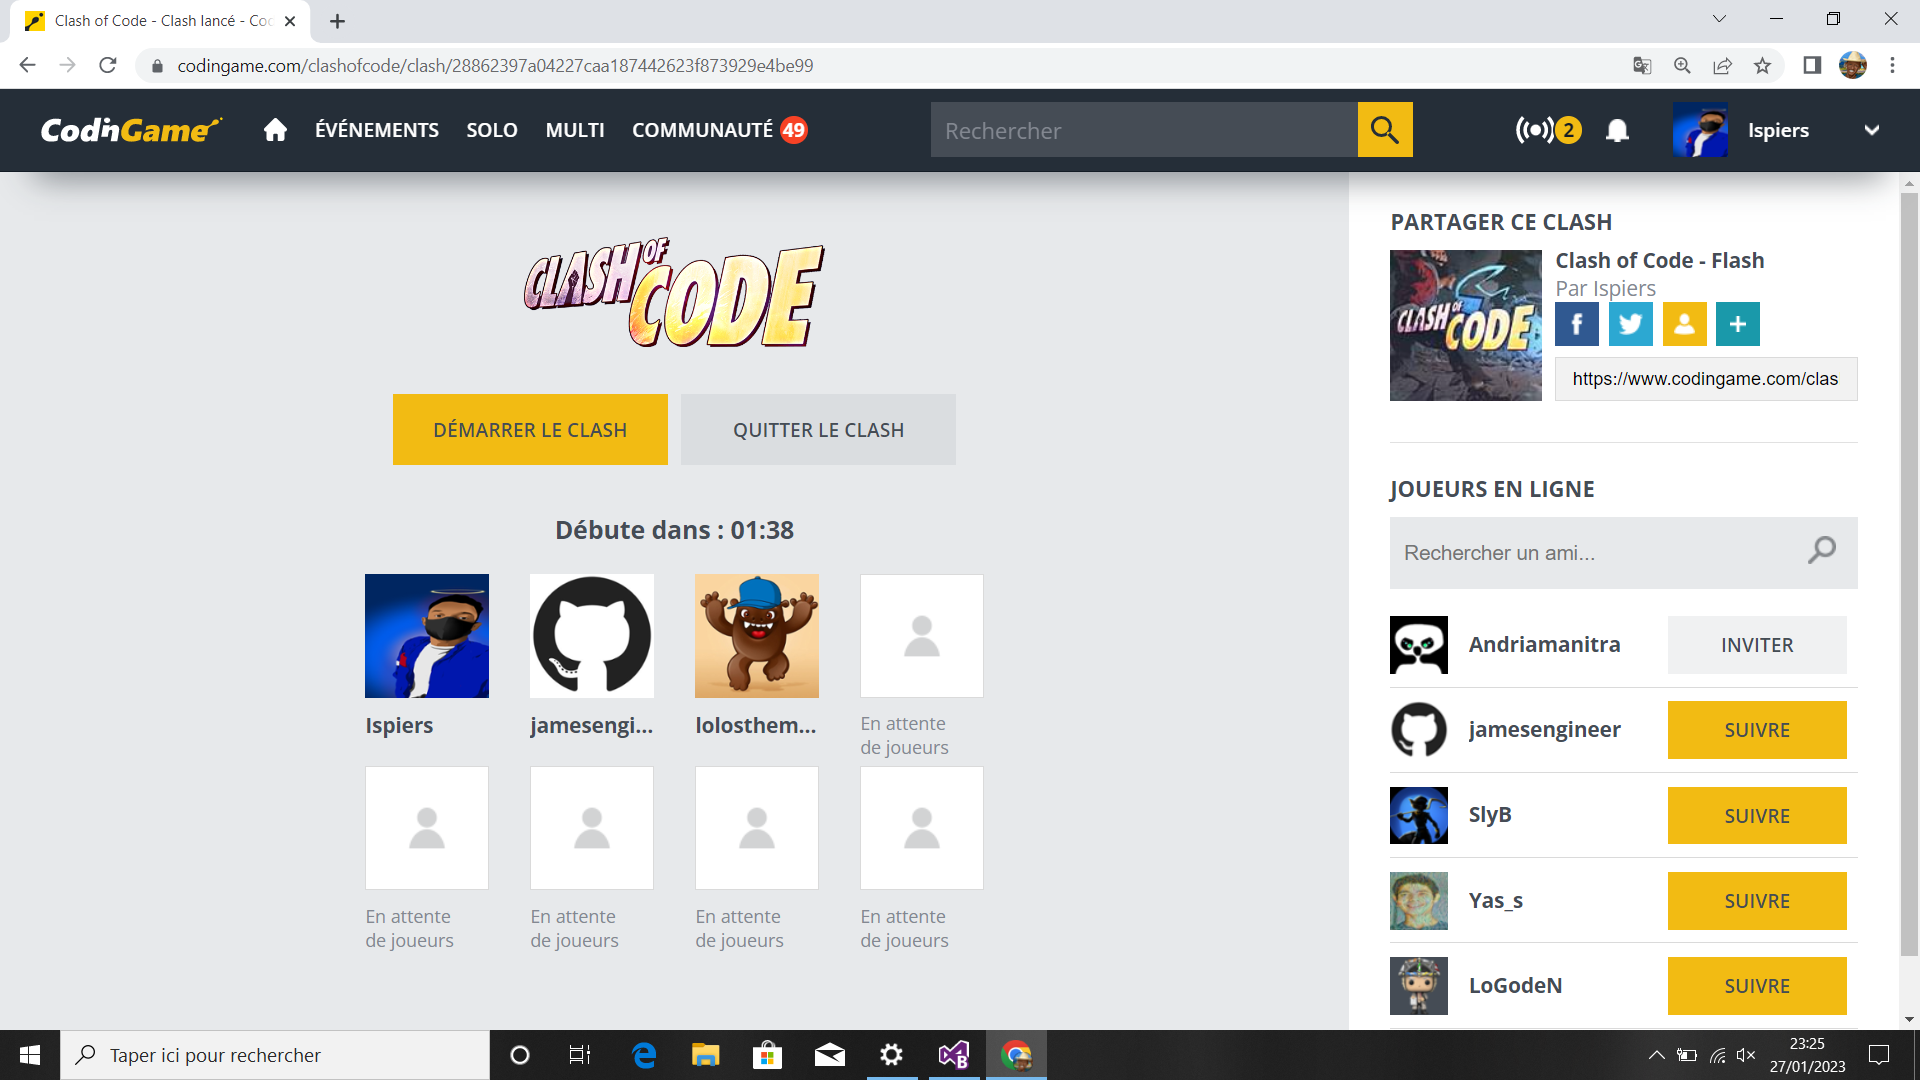 Clash of Code - Clash lancé - Coc
codingame.com/clashofcode/clash/28862397a04227caa187442623f873929e4be99
CodinGame
ÉVÉNEMENTS
SOLO
MULTI
COMMUNAUTÉ 49
Rechercher
2
Ispiers
CLASH OF CODE
DÉMARRER LE CLASH
QUITTER LE CLASH
Débute dans : 01:38
Ispiers
jamesengi...
lolosthem...
En attente
de joueurs
En attente
de joueurs
En attente
de joueurs
En attente
de joueurs
En attente
de joueurs
PARTAGER CE CLASH
CLASH OF CODE
Clash of Code - Flash
Par Ispiers
https://www.codingame.com/clas
JOUEURS EN LIGNE
Rechercher un ami...
Andriamanitra
INVITER
jamesengineer
SUIVRE
SlyB
SUIVRE
Yas_s
SUIVRE
LoGodeN
SUIVRE
Taper ici pour rechercher
23:25
27/01/2023